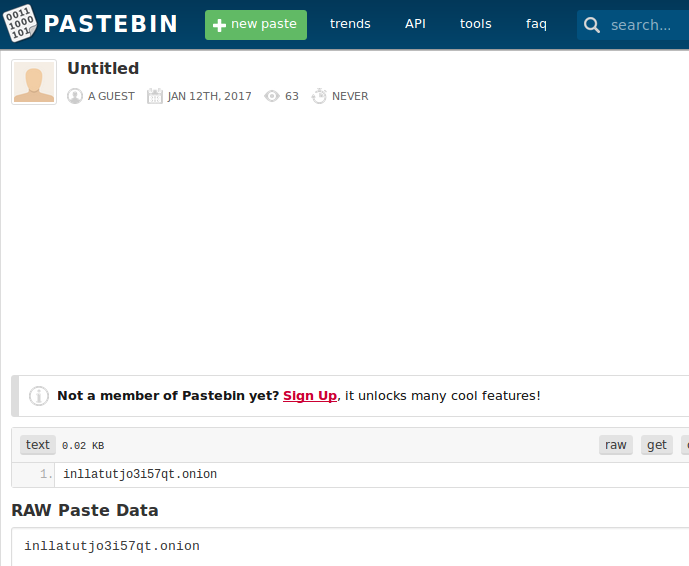 0011
1000
101
PASTEBIN
new paste
trends
API
tools
faq
search...
Untitled
A GUEST
JAN 12TH, 2017
63
NEVER
Not a member of Pastebin yet? Sign Up, it unlocks many cool features!
text
0.02 KB
raw
get
1.
inllatutjo3i57qt.onion
RAW Paste Data
inllatutjo3i57qt.onion